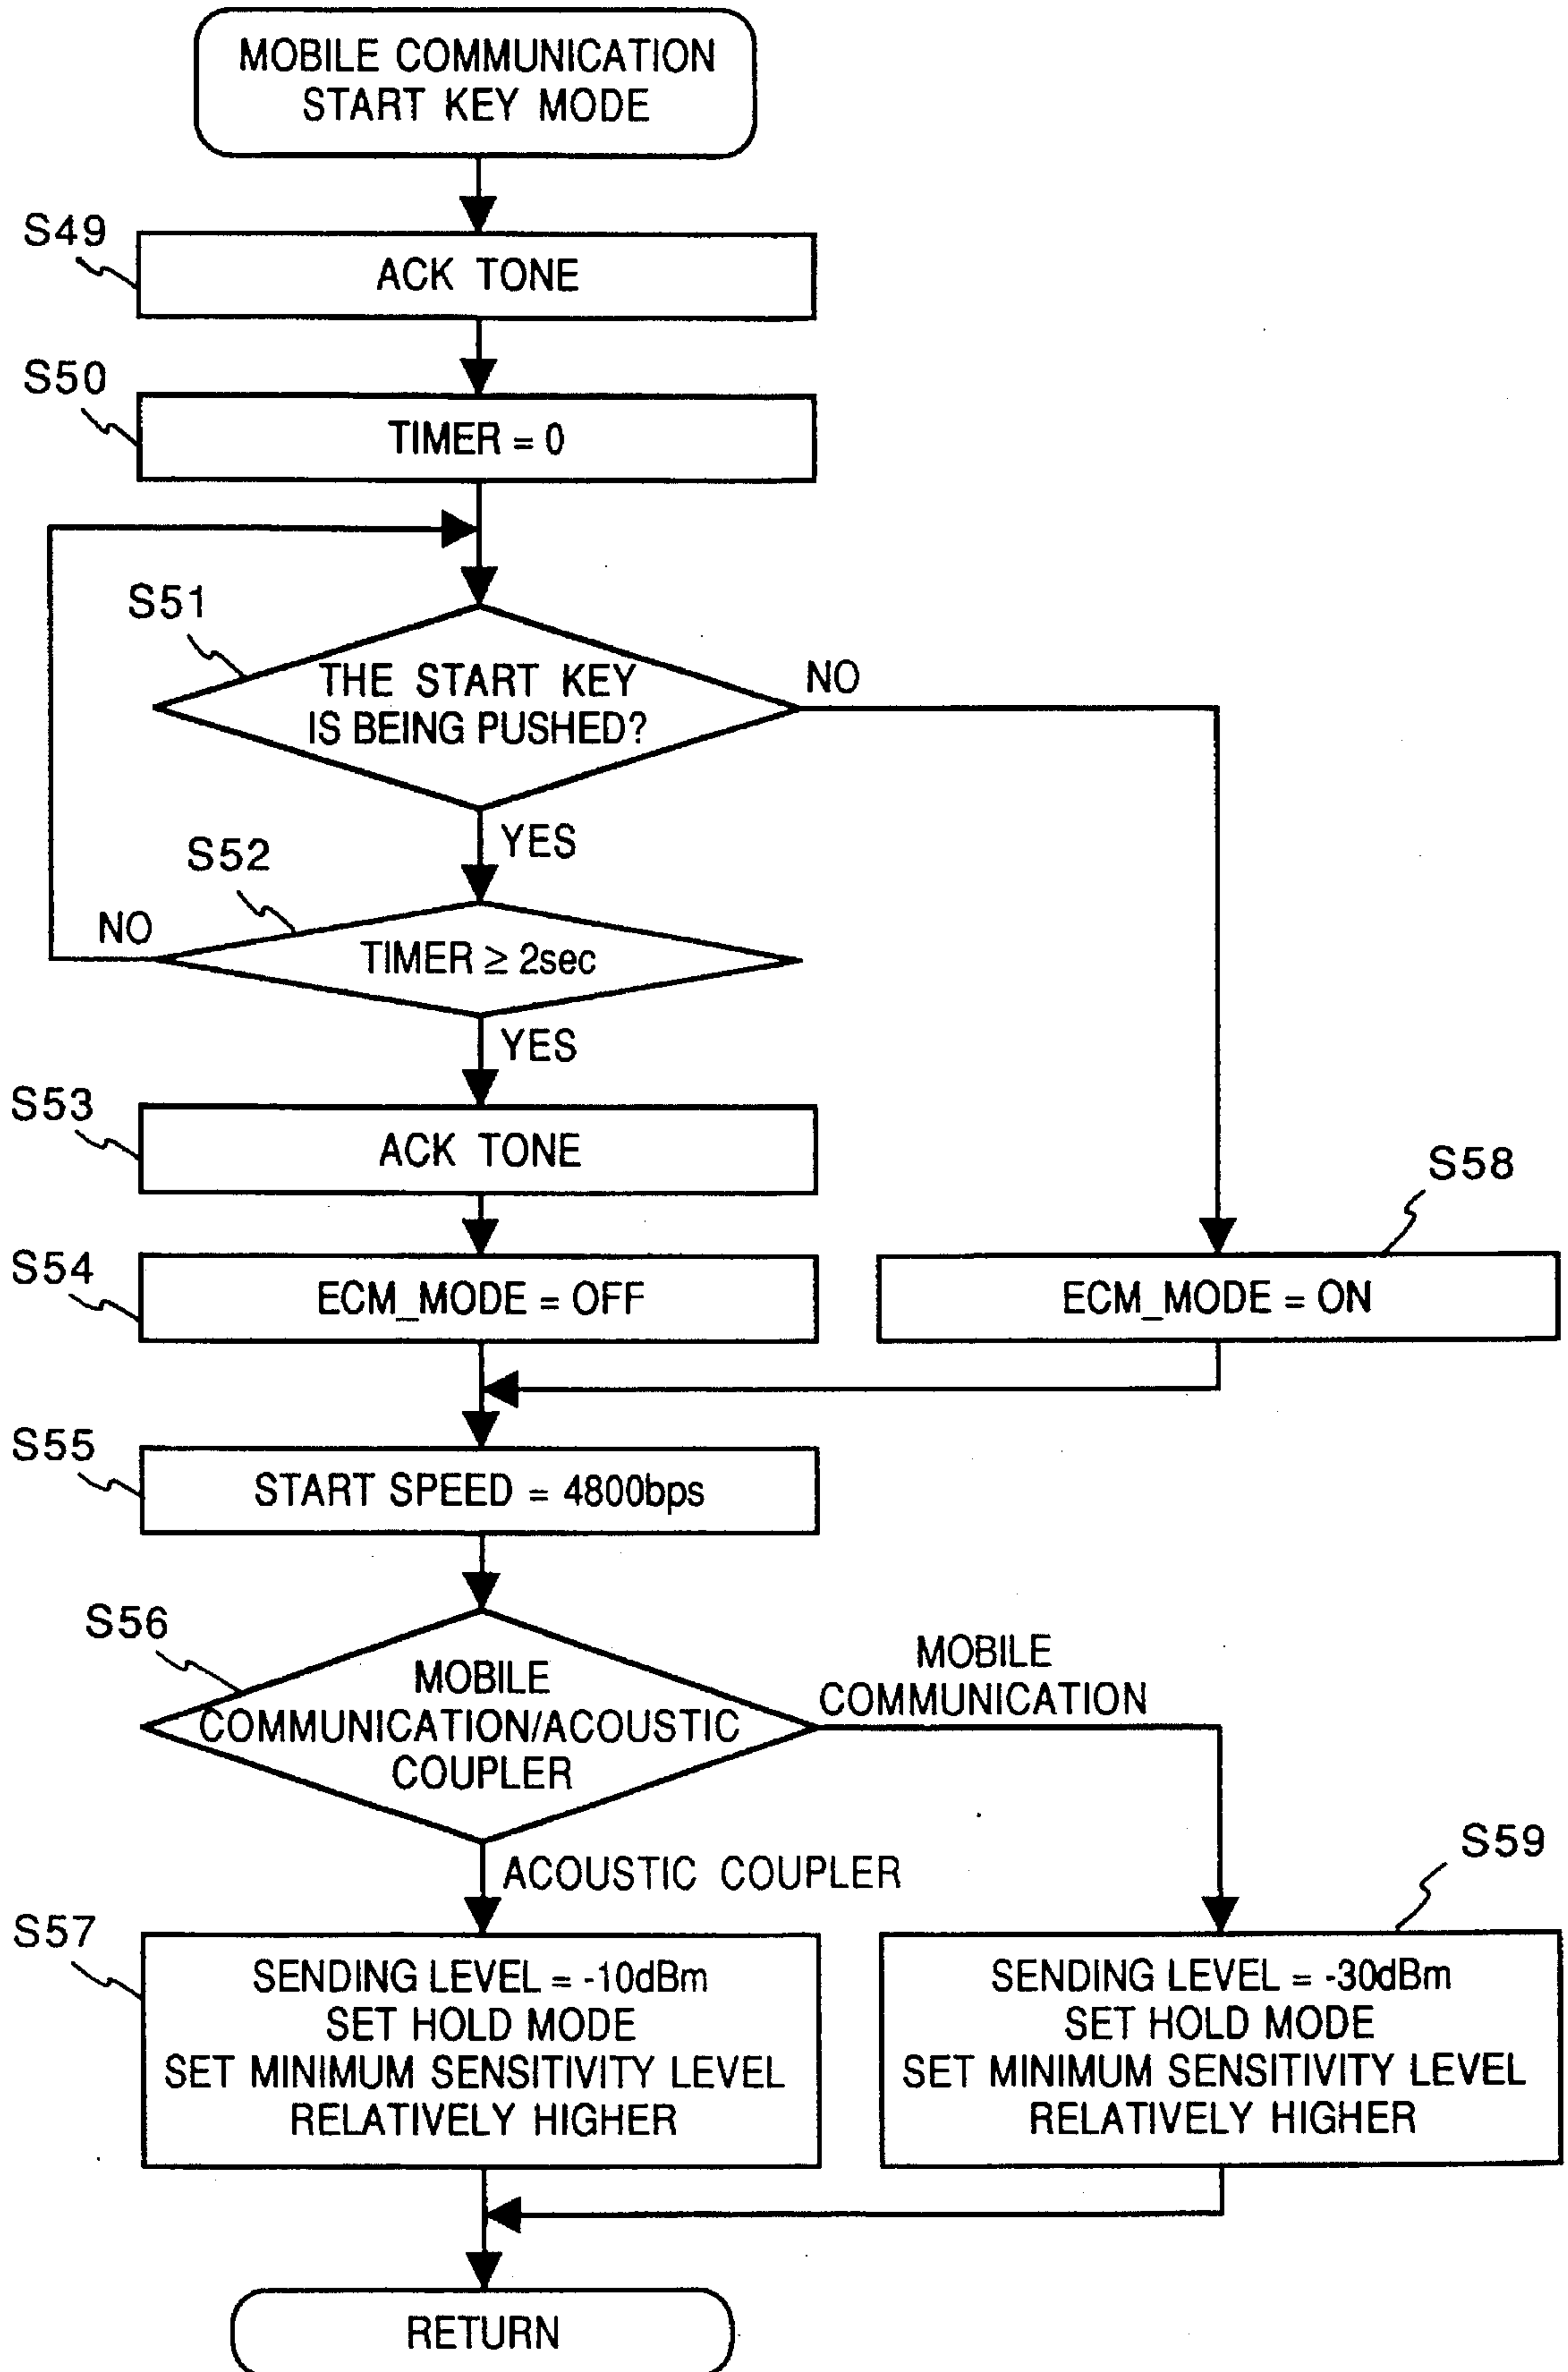 MOBILE COMMUNICATION
START KEY MODE
S49
ACK TONE
S50
TIMER = 0
S51
THE START KEY
IS BEING PUSHED?
NO
YES
S52
NO
TIMER ≥ 2sec
YES
S53
ACK TONE
S58
S54
ECM_MODE = OFF
ECM_MODE = ON
S55
START SPEED = 4800bps
S56
MOBILE
COMMUNICATION/ACOUSTIC
COUPLER
MOBILE
COMMUNICATION
ACOUSTIC COUPLER
S59
S57
SENDING LEVEL = -10dBm
SET HOLD MODE
SET MINIMUM SENSITIVITY LEVEL
RELATIVELY HIGHER
SENDING LEVEL = -30dBm
SET HOLD MODE
SET MINIMUM SENSITIVITY LEVEL
RELATIVELY HIGHER
RETURN